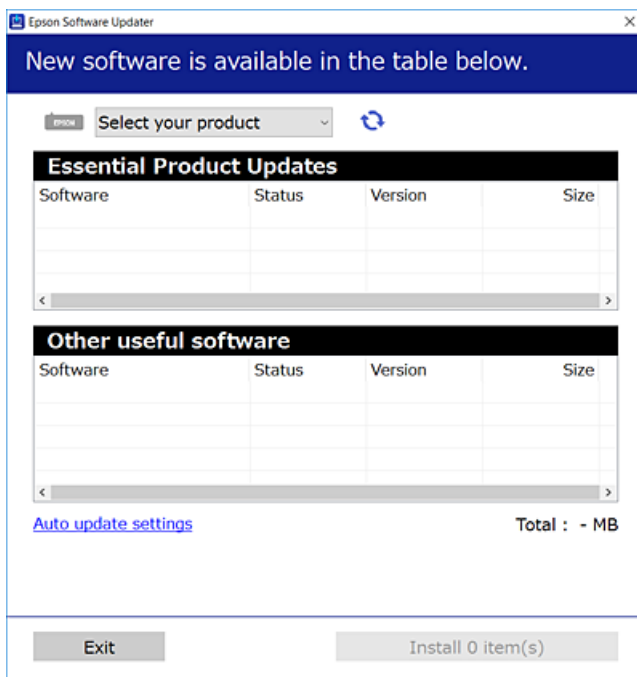 Epson Software Updater
New software is available in the table below.
EPSON Select your product
Essential Product Updates
Software Status Version Size
Other useful software
Software Status Version Size
Auto update settings Total : - MB
Exit Install 0 item(s)